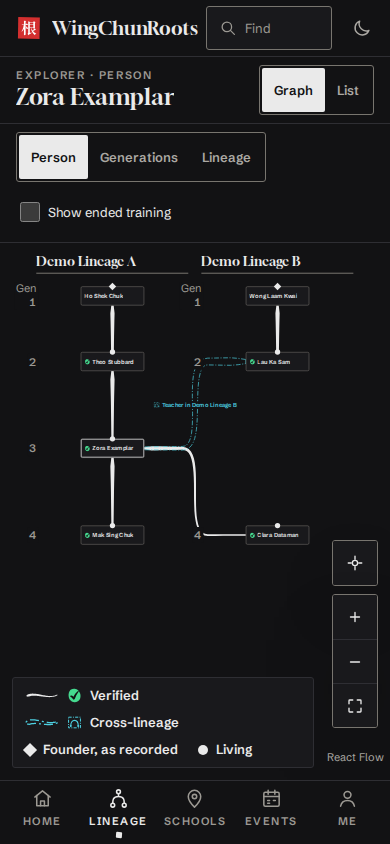 根 WingChunRoots Find
EXPLORER · PERSON
Zora Examplar
Graph List
Person Generations Lineage
Show ended training
Demo Lineage A Demo Lineage B
Gen 1 Ho Shek Chuk Gen 1 Wong Laam Kwai
2 Theo Stubbard 2 Lau Ka Sam
Teacher in Demo Lineage B
3 Zora Examplar
4 Mak Sing Chuk 4 Clara Dataman
Verified
Cross-lineage
Founder, as recorded Living
React Flow
HOME LINEAGE SCHOOLS EVENTS ME